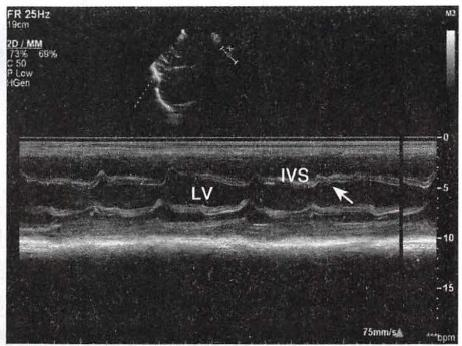 FR 25Hz
19cm
M3
2D / MM
73% 69%
C 50
P Low
HGen
0
IVS
LV
5
10
15
75mm/s
***bpm